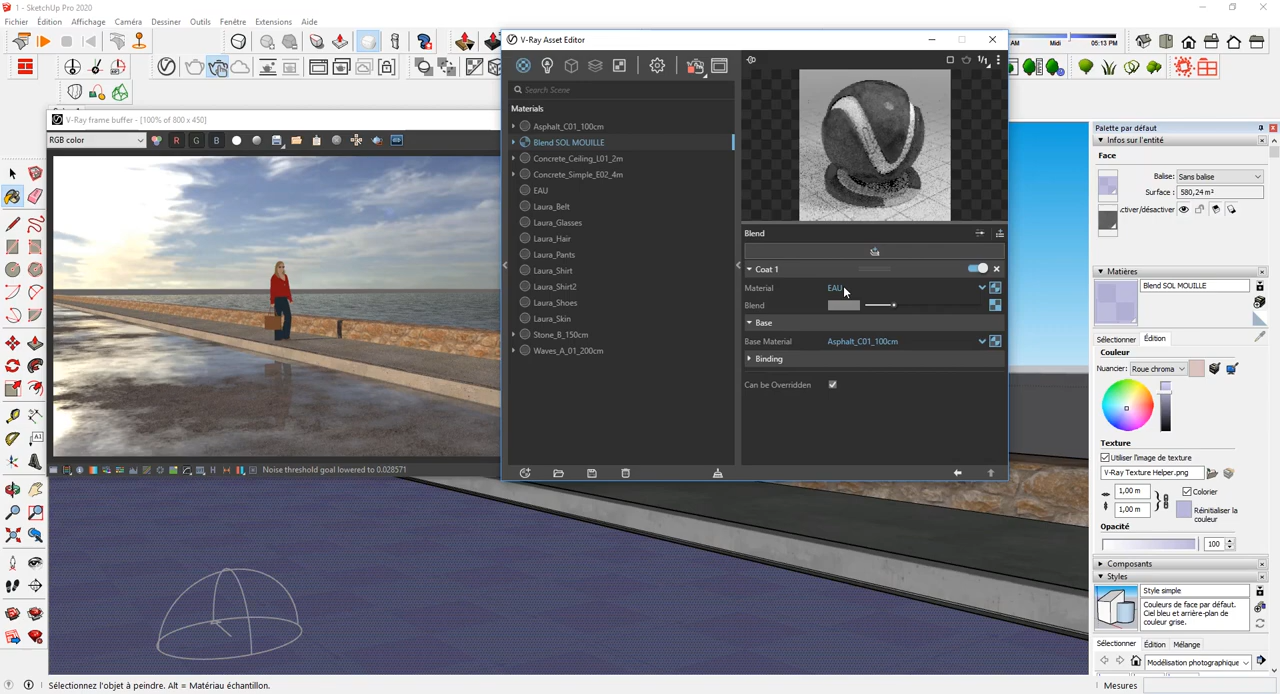 1 - SketchUp Pro 2020
Fichier Édition Affichage Caméra Dessiner Outils Fenêtre Extensions Aide
V-Ray Asset Editor
AM Midi 05:13 PM
Search Scene
V-Ray frame buffer - [100% of 800 x 450]
RGB color
R G B
Materials
Asphalt_C01_100cm
Blend SOL MOUILLE
Concrete_Ceiling_L01_2m
Concrete_Simple_E02_4m
EAU
Laura_Belt
Laura_Glasses
Laura_Hair
Laura_Pants
Laura_Shirt
Laura_Shirt2
Laura_Shoes
Laura_Skin
Stone_B_150cm
Waves_A_01_200cm
Blend
Coat 1
Material EAU
Blend
Base
Base Material Asphalt_C01_100cm
Binding
Can be Overridden
Noise threshold goal lowered to 0.028571
Palette par défaut
Infos sur l'entité
Face
Balise: Sans balise
Surface : 580,24 m²
ctiver/désactiver
Matières
Blend SOL MOUILLE
Sélectionner Édition
Couleur
Nuancier: Roue chroma
Texture
Utiliser l'image de texture
V-Ray Texture Helper.png
1,00 m
Colorier
1,00 m
Réinitialiser la
couleur
Opacité
100
Composants
Styles
Style simple
Couleurs de face par défaut.
Ciel bleu et arrière-plan de
couleur grise.
Sélectionner Édition Mélange
Modélisation photographique
Sélectionnez l'objet à peindre. Alt = Matériau échantillon.
Mesures